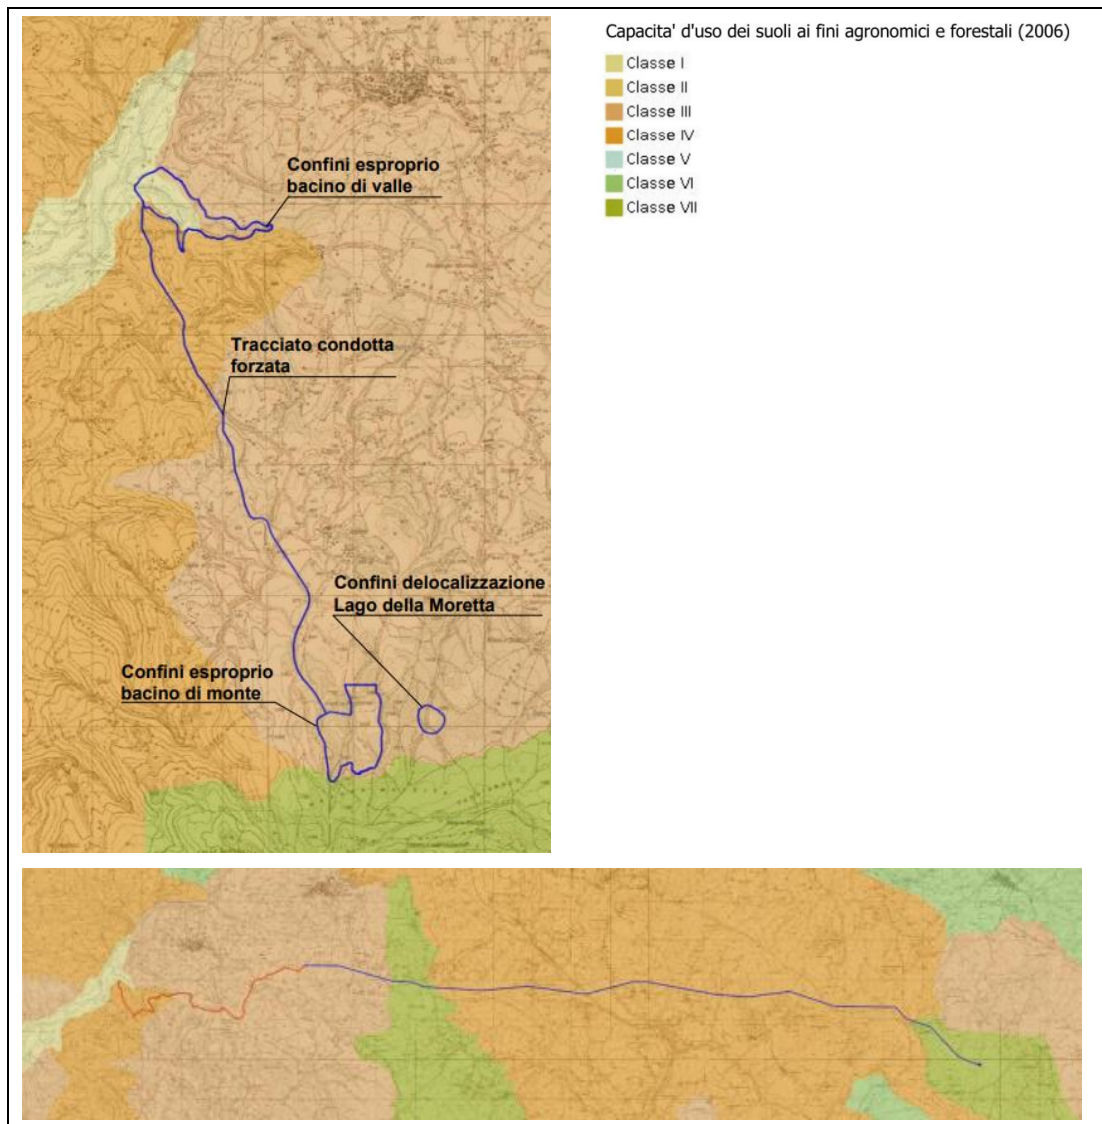 Capacita' d'uso dei suoli ai fini agronomici e forestali (2006)
Classe I
Classe II
Classe III
Classe IV
Classe V
Classe VI
Classe VII
Ruoti
Confini esproprio
bacino di valle
Tracciato condotta
forzata
Confini delocalizzazione
Lago della Moretta
Confini esproprio
bacino di monte